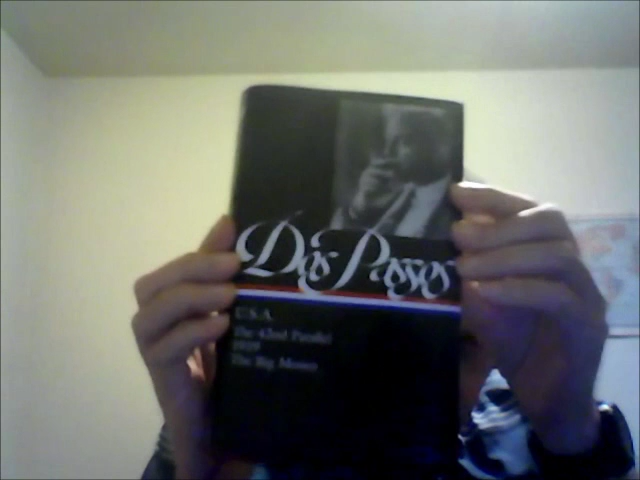 Dos Passos
U.S.A.
The 42nd Parallel
1919
The Big Money